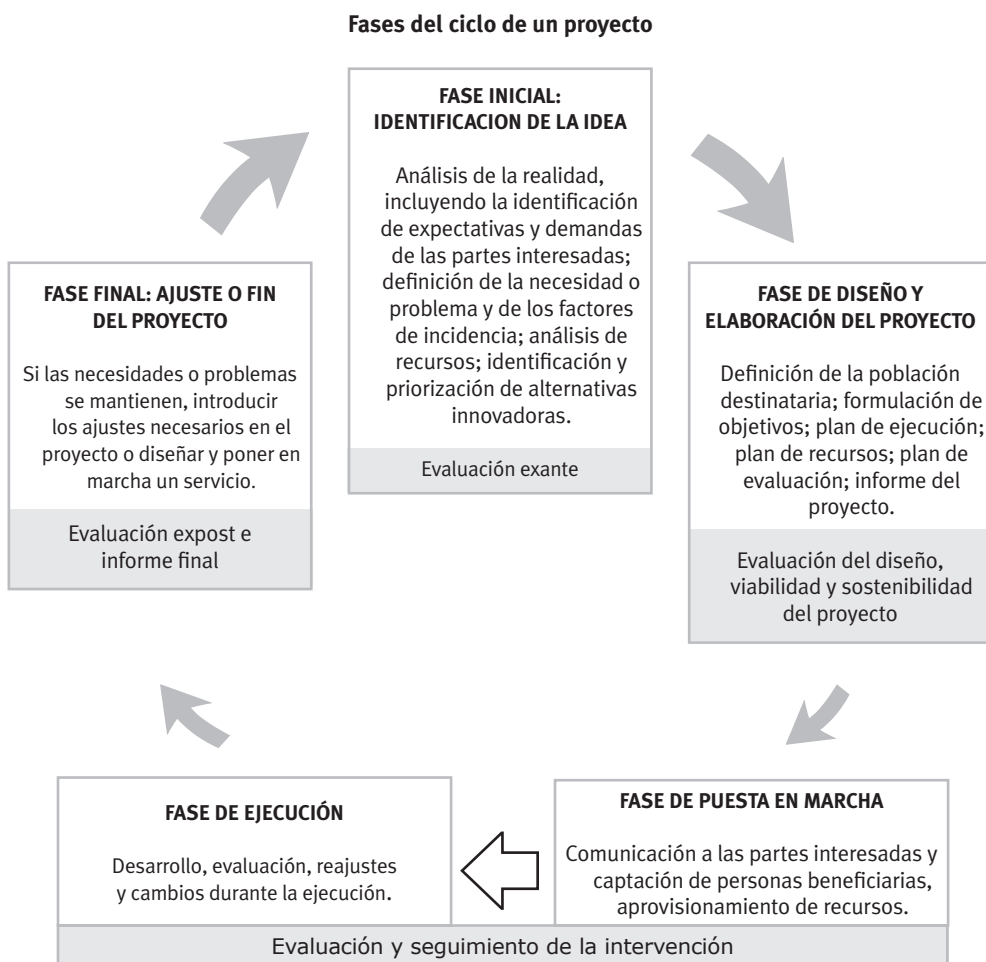 Fases del ciclo de un proyecto
FASE INICIAL:
IDENTIFICACION DE LA IDEA
Análisis de la realidad,
incluyendo la identificación
de expectativas y demandas
de las partes interesadas;
definición de la necesidad o
problema y de los factores
de incidencia; análisis de
recursos; identificación y
priorización de alternativas
innovadoras.
Evaluación exante
FASE DE DISEÑO Y
ELABORACIÓN DEL PROYECTO
Definición de la población
destinataria; formulación de
objetivos; plan de ejecución;
plan de recursos; plan de
evaluación; informe del
proyecto.
Evaluación del diseño,
viabilidad y sostenibilidad
del proyecto
FASE DE PUESTA EN MARCHA
Comunicación a las partes interesadas y
captación de personas beneficiarias,
aprovisionamiento de recursos.
FASE DE EJECUCIÓN
Desarrollo, evaluación, reajustes
y cambios durante la ejecución.
Evaluación y seguimiento de la intervención
FASE FINAL: AJUSTE O FIN
DEL PROYECTO
Si las necesidades o problemas
se mantienen, introducir
los ajustes necesarios en el
proyecto o diseñar y poner en
marcha un servicio.
Evaluación expost e
informe final